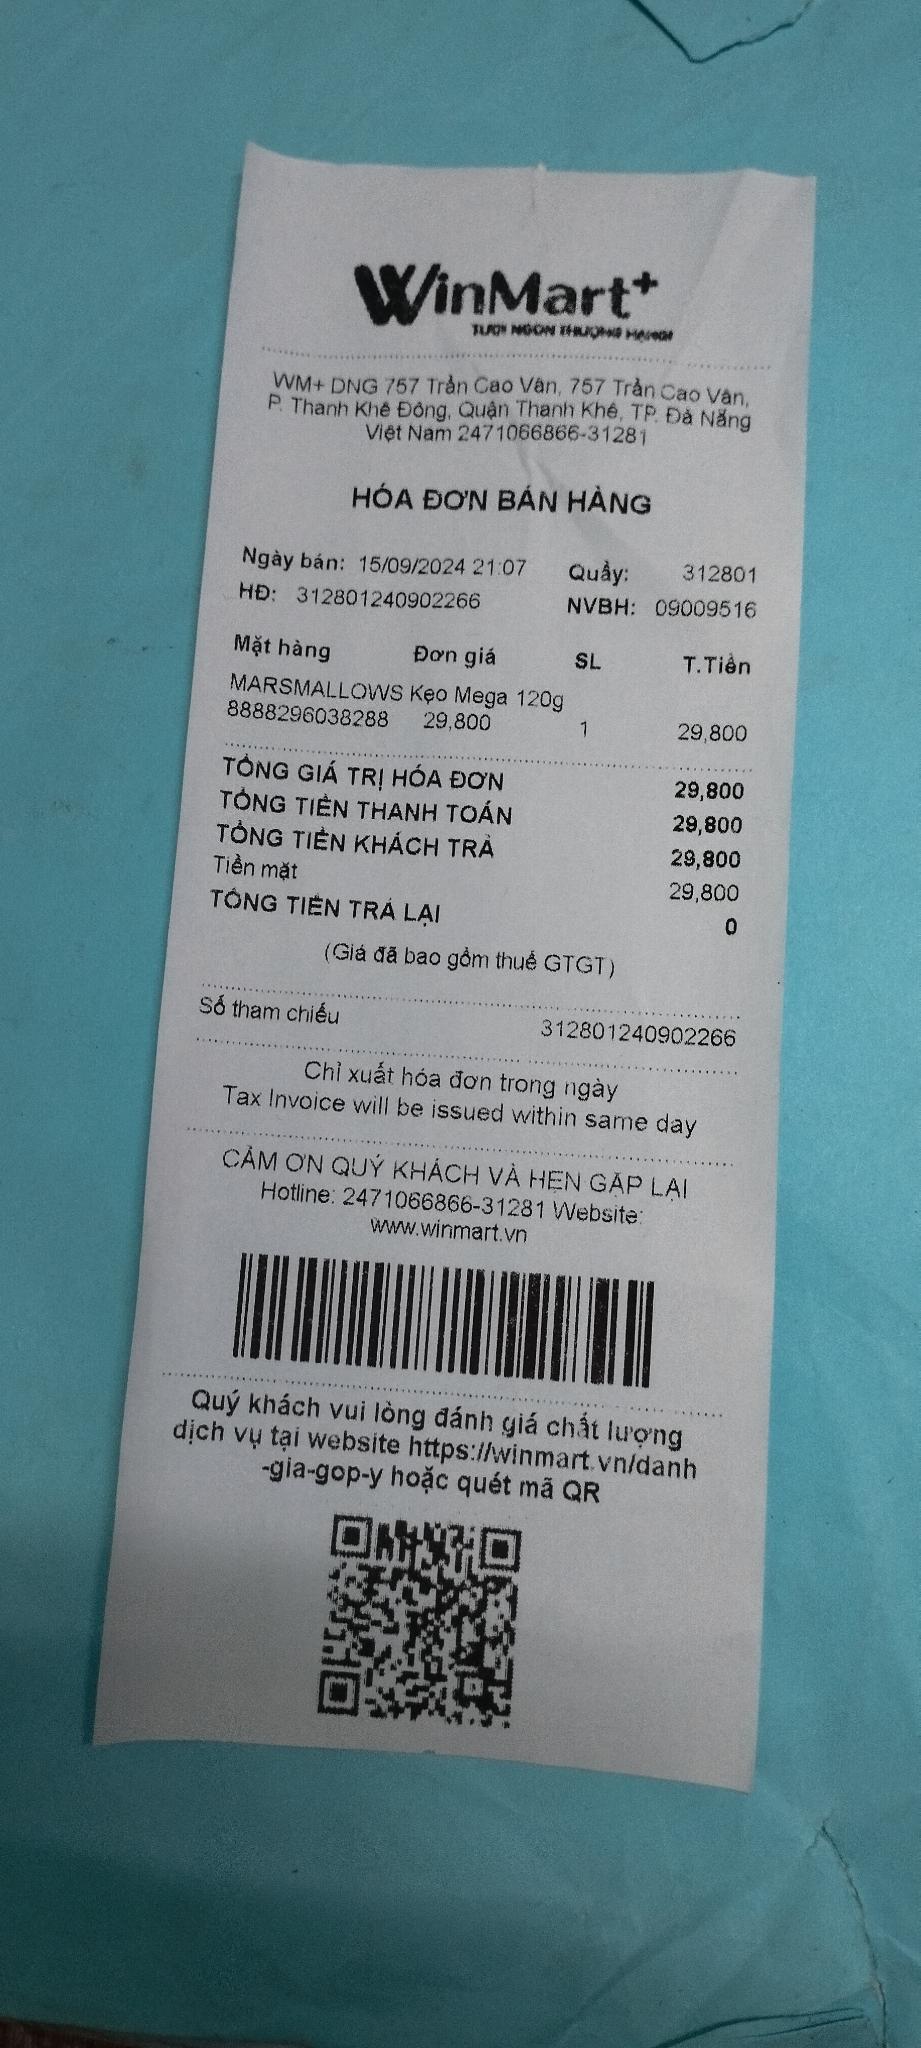 WinMart+
TƯƠI NGON THƯỢNG HẠNG
WM+ DNG 757 Trần Cao Vân, 757 Trần Cao Vân,
P. Thanh Khê Đông, Quận Thanh Khê, TP. Đà Nẵng
Việt Nam 2471066866-31281
HÓA ĐƠN BÁN HÀNG
Ngày bán: 15/09/2024 21:07 Quầy: 312801
HĐ: 312801240902266 NVBH: 09009516
Mặt hàng Đơn giá SL T.Tiền
MARSMALLOWS Kẹo Mega 120g
8888296038288 29,800 1 29,800
TỔNG GIÁ TRỊ HÓA ĐƠN 29,800
TỔNG TIỀN THANH TOÁN 29,800
TỔNG TIỀN KHÁCH TRẢ 29,800
Tiền mặt 29,800
TỔNG TIỀN TRẢ LẠI 0
(Giá đã bao gồm thuế GTGT)
Số tham chiếu 312801240902266
Chỉ xuất hóa đơn trong ngày
Tax Invoice will be issued within same day
CẢM ƠN QUÝ KHÁCH VÀ HẸN GẶP LẠI
Hotline: 2471066866-31281 Website:
www.winmart.vn
Quý khách vui lòng đánh giá chất lượng
dịch vụ tại website https://winmart.vn/danh
-gia-gop-y hoặc quét mã QR